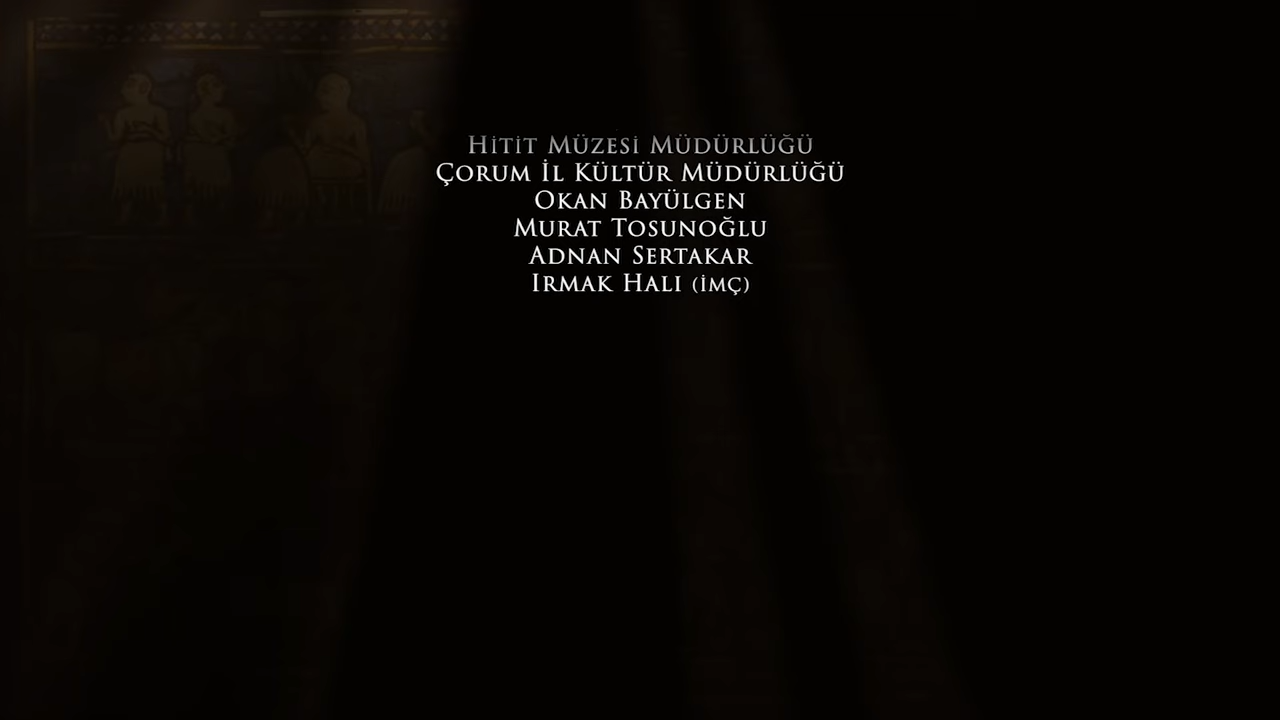 Hitit Müzesi Müdürlüğü
Çorum İl Kültür Müdürlüğü
Okan Bayülgen
Murat Tosunoğlu
Adnan Sertakar
Irmak Halı (İMÇ)